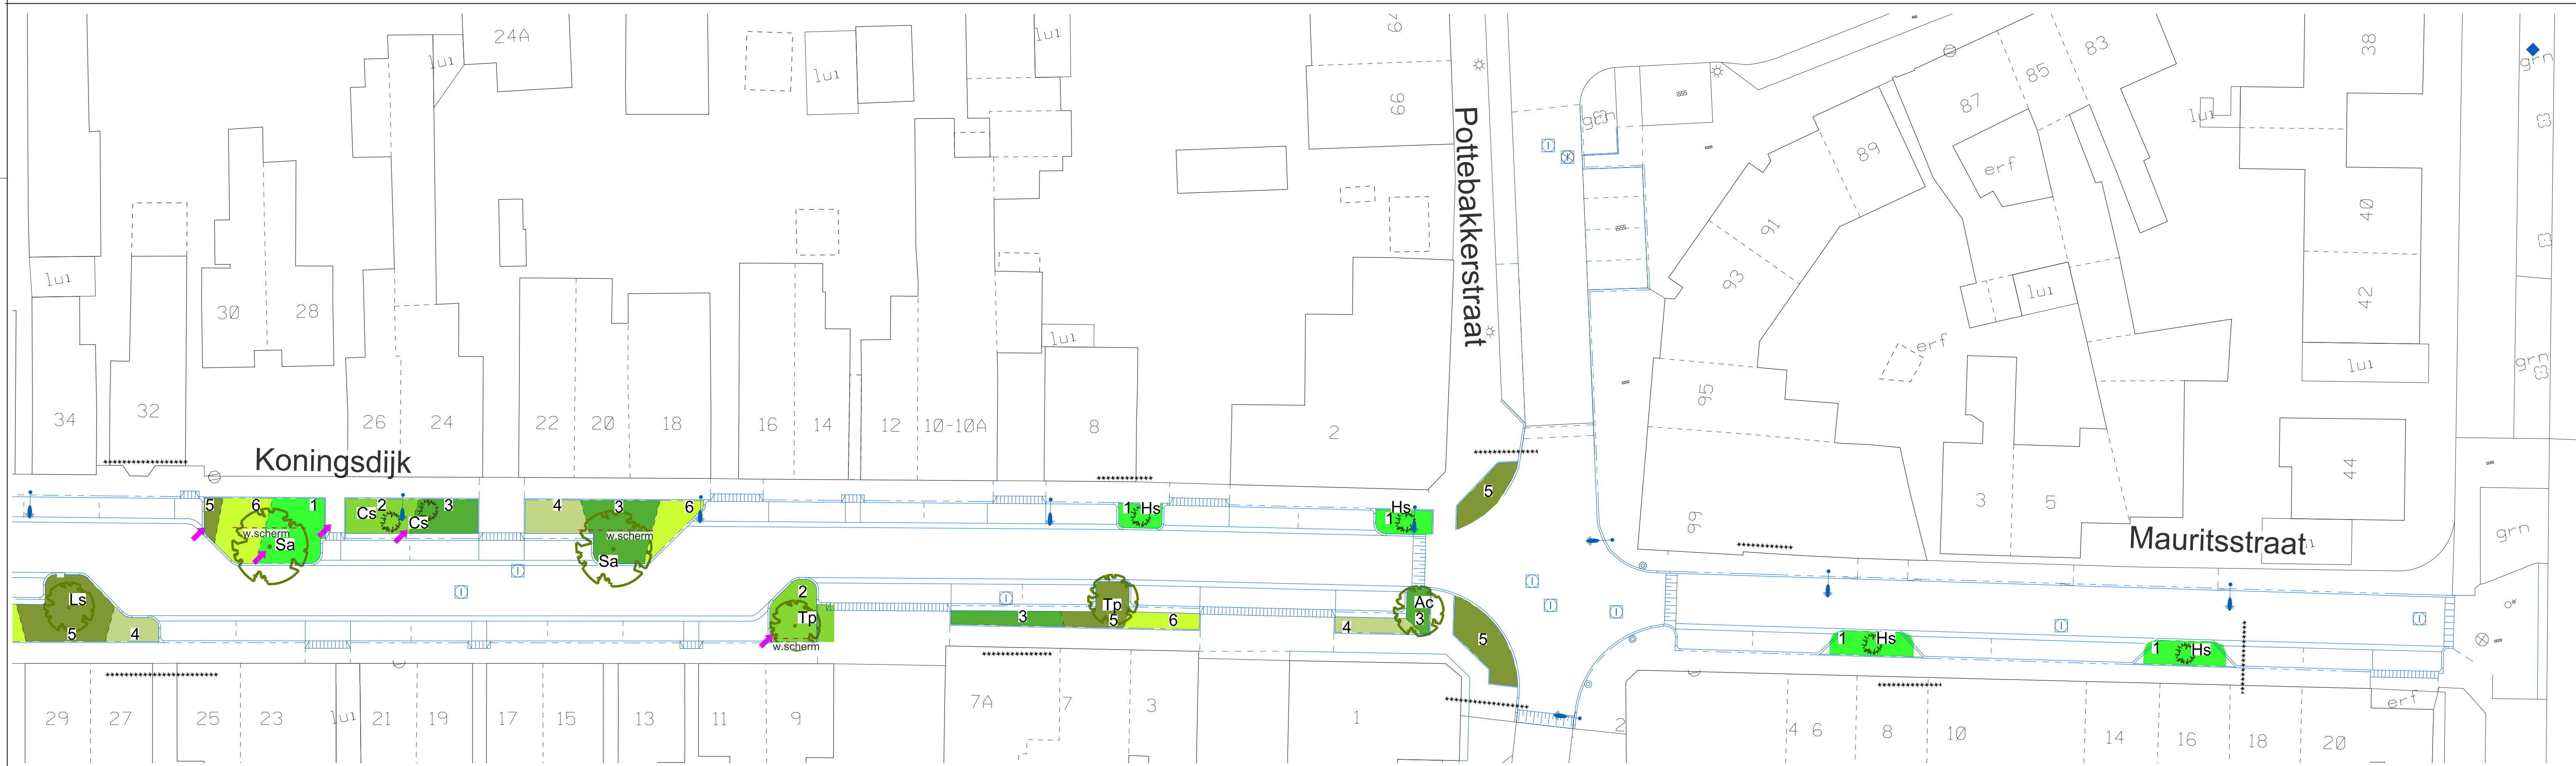 24A
lui
lui
lui
64
66
Pottebakkerstraat
grn
83
85
87
89
erf
91
93
lui
erf
lui
38
grn
40
42
lui
grn
lui
30
28
lui
34
32
26
24
22
20
18
16
14
12
10-10A
8
2
95
99
3
5
44
grn
Koningsdijk
Mauritsstraat
5
6
1
2
3
Cs
Cs
4
3
6
1
Hs
Hs
1
5
w.scherm
Sa
w.scherm
Sa
Ls
5
4
2
Tp
w.scherm
3
Tp
5
6
4
Ac
3
5
1
Hs
1
Hs
29
27
25
23
lui
21
19
17
15
13
11
9
7A
7
3
1
2
4
6
8
10
14
16
18
20
erf